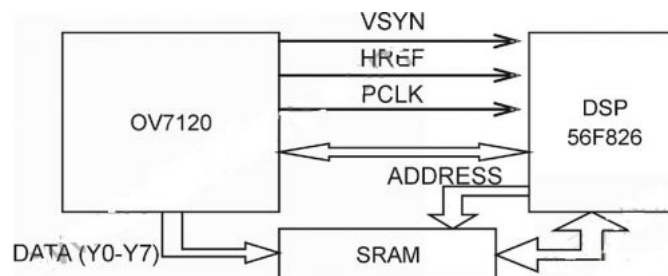 VSYN
HREF
PCLK
OV7120
DSP
56F826
ADDRESS
DATA (Y0-Y7)
SRAM